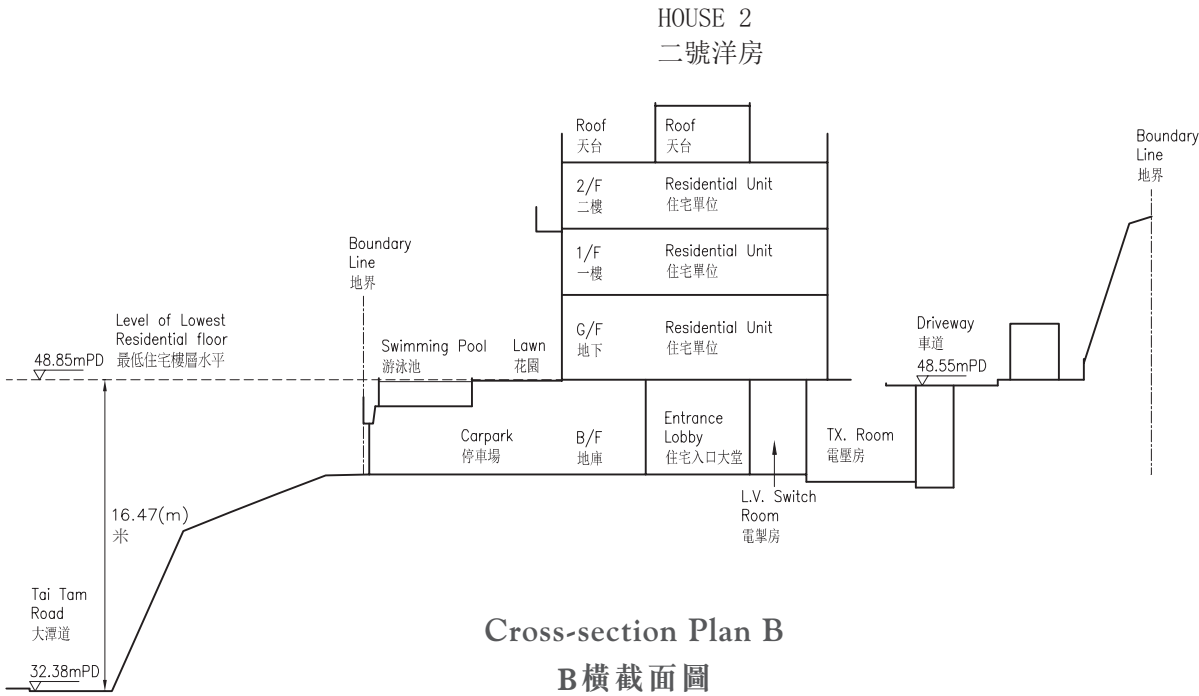 HOUSE 2
二號洋房
Roof
天台
Roof
天台
Boundary
Line
地界
2/F
二樓
Residential Unit
住宅單位
1/F
一樓
Residential Unit
住宅單位
Boundary
Line
地界
G/F
地下
Residential Unit
住宅單位
Level of Lowest
Residential floor
最低住宅樓層水平
48.85mPD
Swimming Pool
游泳池
Lawn
花園
Driveway
車道
48.55mPD
Carpark
停車場
B/F
地庫
Entrance
Lobby
住宅入口大堂
TX. Room
電壓房
L.V. Switch
Room
電掣房
16.47(m)
米
Tai Tam
Road
大潭道
32.38mPD
Cross-section Plan B
B橫截面圖